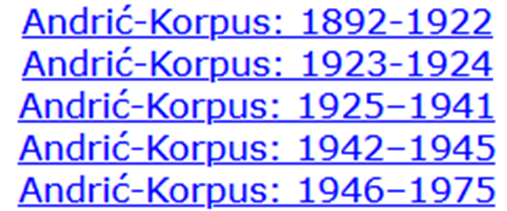 Andrić-Korpus: 1892-1922
Andrić-Korpus: 1923-1924
Andrić-Korpus: 1925–1941
Andrić-Korpus: 1942–1945
Andrić-Korpus: 1946–1975